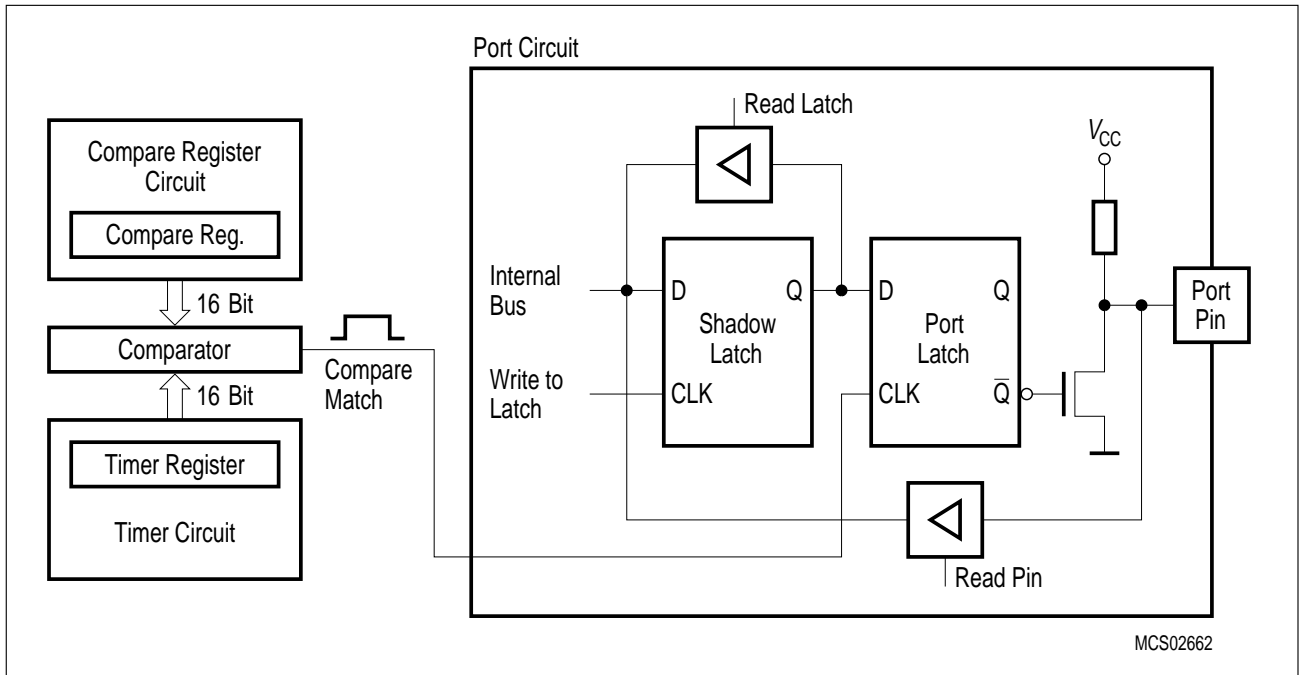 Port Circuit
Read Latch
Compare Register
Circuit
Compare Reg.
16 Bit
Comparator
16 Bit
Timer Register
Timer Circuit
Compare
Match
Internal
Bus
Write to
Latch
D
Q
Shadow
Latch
CLK
D
Q
Port
Latch
CLK
Q̅
VCC
Port
Pin
Read Pin
MCS02662